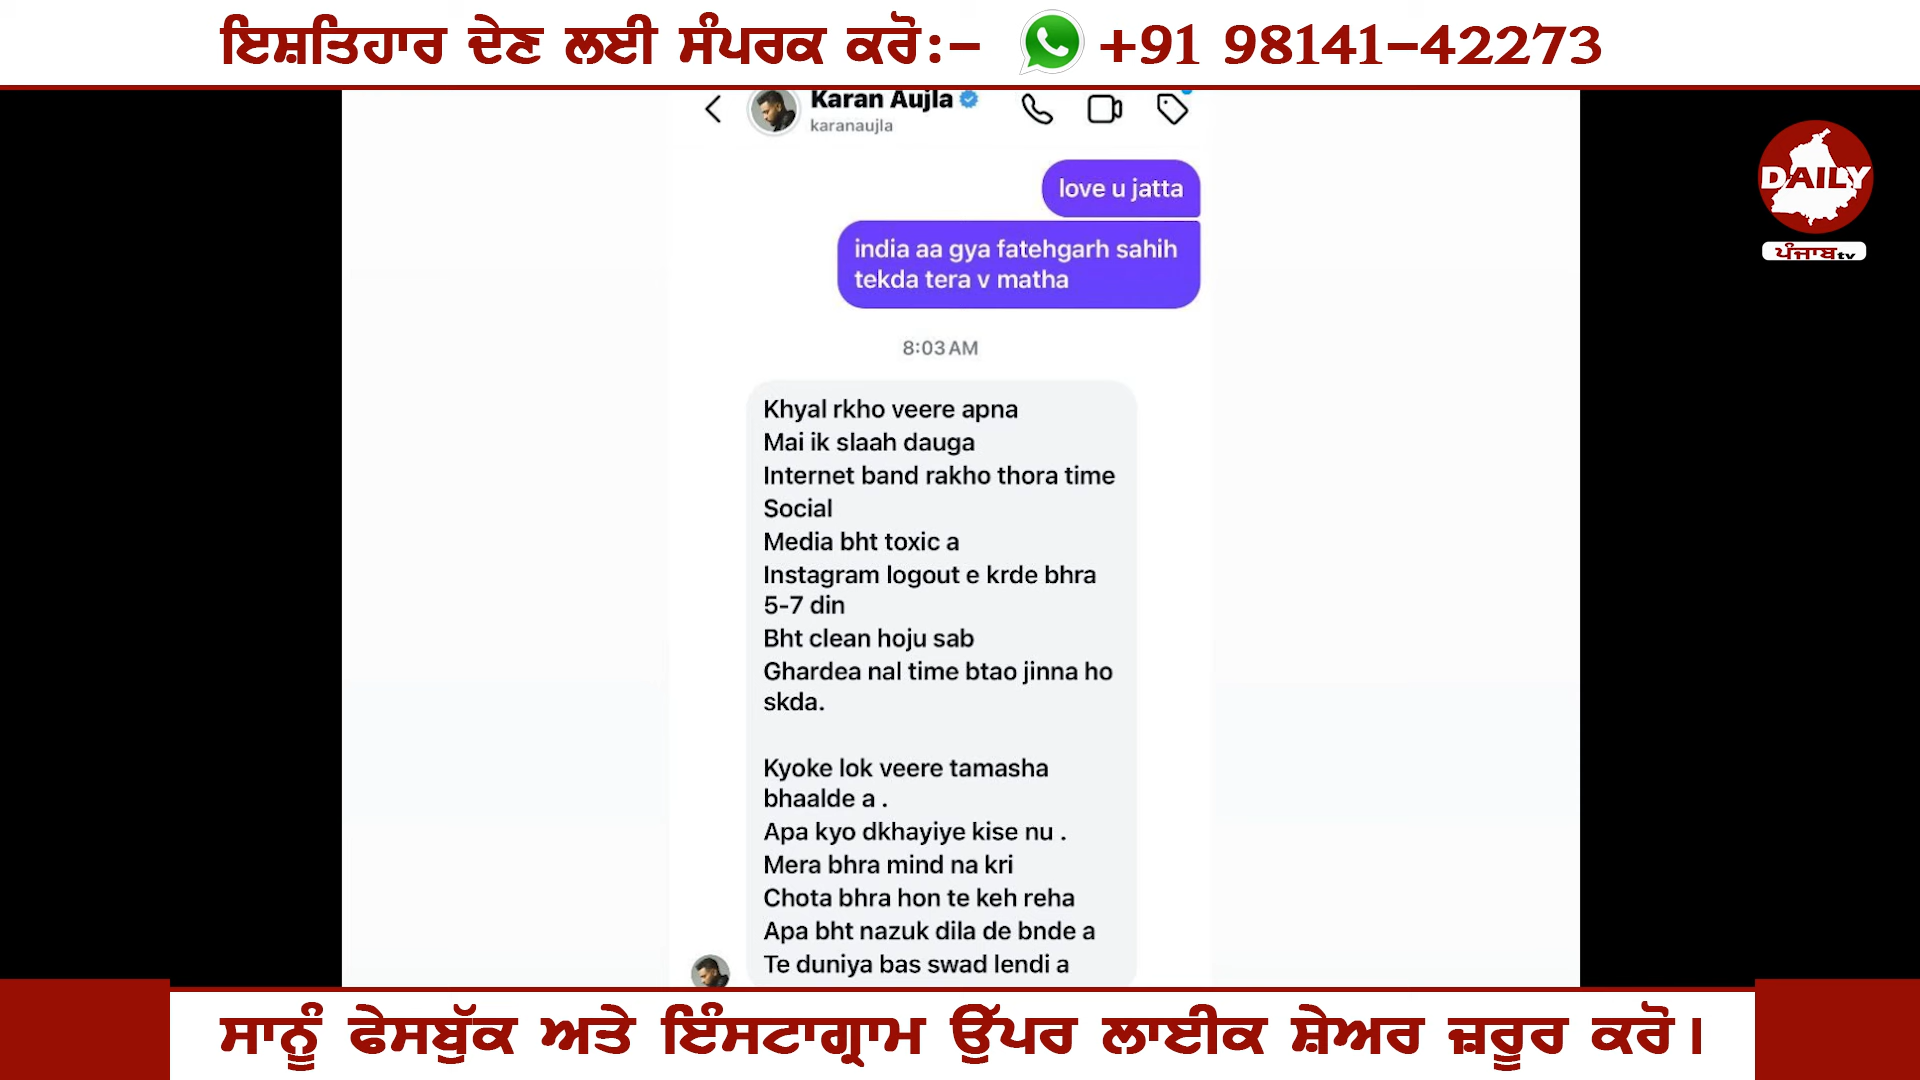 ਇਸ਼ਤਿਹਾਰ ਦੇਣ ਲਈ ਸੰਪਰਕ ਕਰੋ:- +91 98141-42273
Karan Aujla
karanaujla
DAILY
ਪੰਜਾਬ tv
love u jatta
india aa gya fatehgarh sahih
tekda tera v matha
8:03 AM
Khyal rkho veere apna
Mai ik slaah dauga
Internet band rakho thora time
Social
Media bht toxic a
Instagram logout e krde bhra
5-7 din
Bht clean hoju sab
Ghardea nal time btao jinna ho
skda.
Kyoke lok veere tamasha
bhaalde a .
Apa kyo dkhayiye kise nu .
Mera bhra mind na kri
Chota bhra hon te keh reha
Apa bht nazuk dila de bnde a
Te duniya bas swad lendi a
ਸਾਨੂੰ ਫੇਸਬੁੱਕ ਅਤੇ ਇੰਸਟਾਗ੍ਰਾਮ ਉੱਪਰ ਲਾਈਕ ਸ਼ੇਅਰ ਜ਼ਰੂਰ ਕਰੋ।